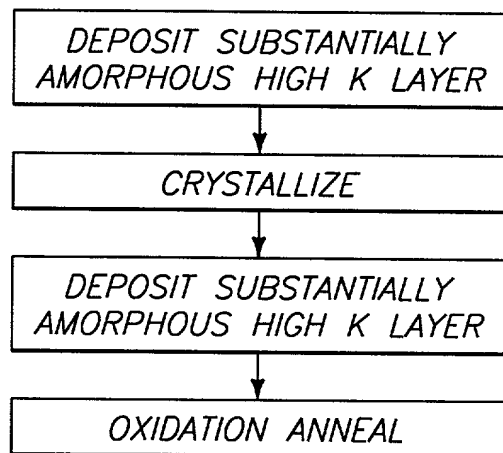 DEPOSIT SUBSTANTIALLY
AMORPHOUS HIGH K LAYER
CRYSTALLIZE
DEPOSIT SUBSTANTIALLY
AMORPHOUS HIGH K LAYER
OXIDATION ANNEAL